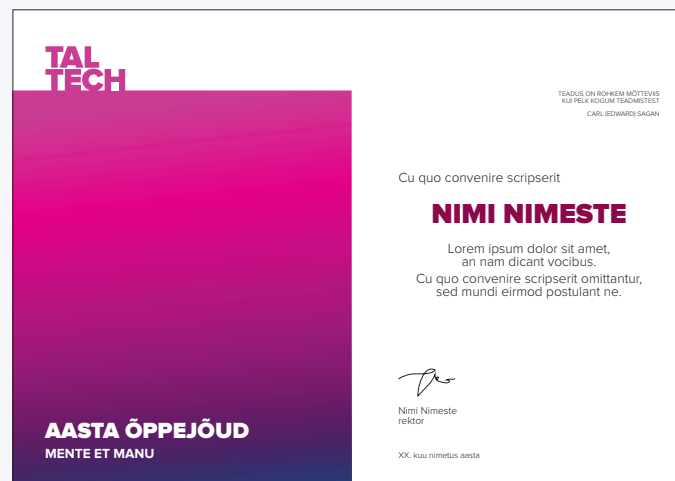 TAL
TECH
TEADUS ON ROHKEM MÕTTEVIIS
KUI PELK KOGUM TEADMISTEST
CARL (EDWARD) SAGAN
Cu quo convenire scripserit
NIMI NIMESTE
Lorem ipsum dolor sit amet,
an nam dicant vocibus.
Cu quo convenire scripserit omittantur,
sed mundi eirmod postulant ne.
Nimi Nimeste
rektor
XX. kuu nimetus aasta
AASTA ÕPPEJÕUD
MENTE ET MANU